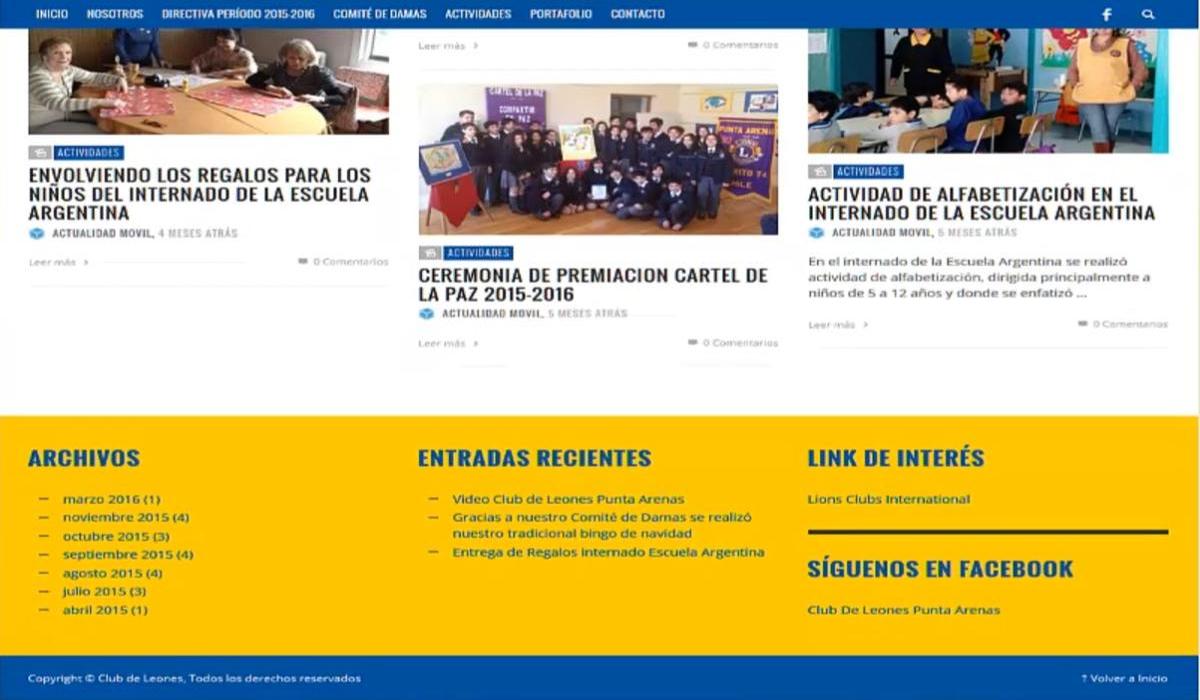 INICIO NOSOTROS DIRECTIVA PERÍODO 2015-2016 COMITÉ DE DAMAS ACTIVIDADES PORTAFOLIO CONTACTO
ACTIVIDADES
ENVOLVIENDO LOS REGALOS PARA LOS
NIÑOS DEL INTERNADO DE LA ESCUELA
ARGENTINA
ACTUALIDAD MOVIL, 4 MESES ATRÁS
Leer más
0 Comentarios
Leer más
0 Comentarios
CARTEL DE LA PAZ
COMPARTIR
PUNTA ARENAS
ACTIVIDADES
CEREMONIA DE PREMIACION CARTEL DE
LA PAZ 2015-2016
ACTUALIDAD MOVIL, 5 MESES ATRÁS
Leer más
0 Comentarios
ACTIVIDADES
ACTIVIDAD DE ALFABETIZACIÓN EN EL
INTERNADO DE LA ESCUELA ARGENTINA
ACTUALIDAD MOVIL, 5 MESES ATRÁS
En el internado de la Escuela Argentina se realizó
actividad de alfabetización, dirigida principalmente a
niños de 5 a 12 años y donde se enfatizó ...
Leer más
0 Comentarios
ARCHIVOS
— marzo 2016 (1)
— noviembre 2015 (4)
— octubre 2015 (3)
— septiembre 2015 (4)
— agosto 2015 (4)
— julio 2015 (3)
— abril 2015 (1)
ENTRADAS RECIENTES
— Video Club de Leones Punta Arenas
— Gracias a nuestro Comité de Damas se realizó
nuestro tradicional bingo de navidad
— Entrega de Regalos Internado Escuela Argentina
LINK DE INTERÉS
Lions Clubs International
SÍGUENOS EN FACEBOOK
Club De Leones Punta Arenas
Copyright © Club de Leones, Todos los derechos reservados
↑ Volver a Inicio